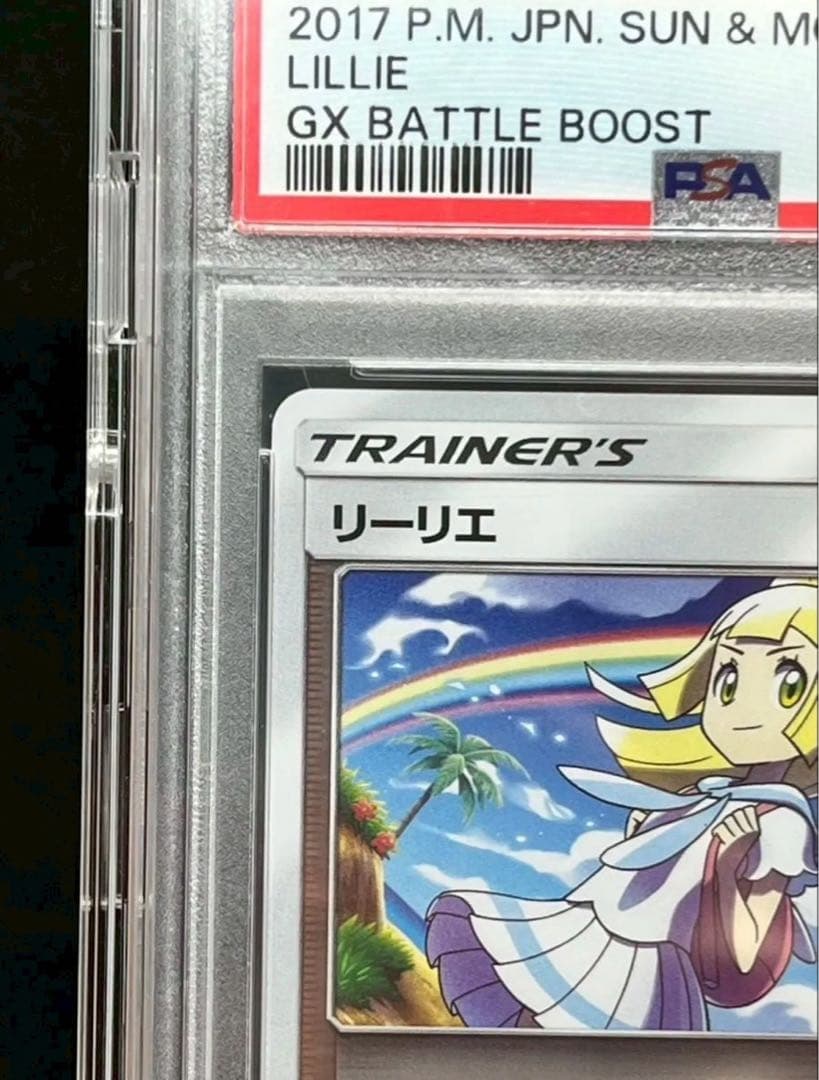 2017 P.M. JPN. SUN & M
LILLIE
GX BATTLE BOOST
PSA
TRAINER'S
リーリエ